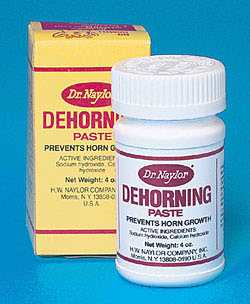 Dr. Naylor
DEHORNING
PASTE
PREVENTS HORN GROWTH
ACTIVE INGREDIENTS:
Sodium hydroxide, Calcium
hydroxide
Net Weight: 4 oz.
H.W. NAYLOR COMPANY
Morris, N.Y. 13808
U.S.A.
Dr. Naylor
DEHORNING
PASTE
PREVENTS HORN GROWTH
ACTIVE INGREDIENTS:
Sodium hydroxide, Calcium hydroxide
Net Weight: 4 oz.
H.W. NAYLOR COMPANY, INC.
Morris, N.Y. 13808-0190 U.S.A.